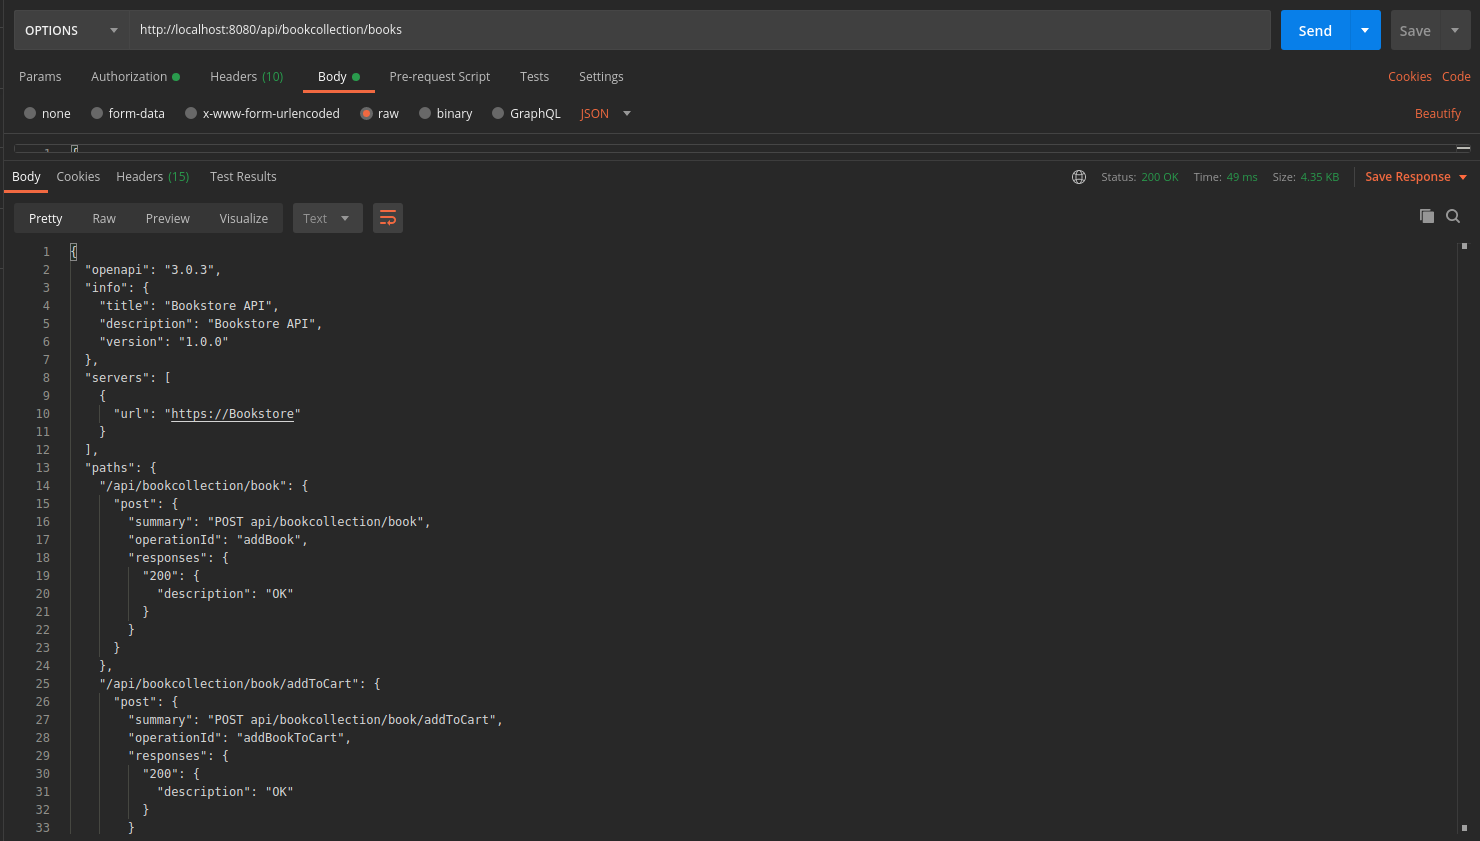 OPTIONS http://localhost:8080/api/bookcollection/books Send Save
Params Authorization Headers (10) Body Pre-request Script Tests Settings Cookies Code
none form-data x-www-form-urlencoded raw binary GraphQL JSON Beautify
Body Cookies Headers (15) Test Results Status: 200 OK Time: 49 ms Size: 4.35 KB Save Response
Pretty Raw Preview Visualize Text
1 {
2 "openapi": "3.0.3",
3 "info": {
4 "title": "Bookstore API",
5 "description": "Bookstore API",
6 "version": "1.0.0"
7 },
8 "servers": [
9 {
10 "url": "https://Bookstore"
11 }
12 ],
13 "paths": {
14 "/api/bookcollection/book": {
15 "post": {
16 "summary": "POST api/bookcollection/book",
17 "operationId": "addBook",
18 "responses": {
19 "200": {
20 "description": "OK"
21 }
22 }
23 }
24 },
25 "/api/bookcollection/book/addToCart": {
26 "post": {
27 "summary": "POST api/bookcollection/book/addToCart",
28 "operationId": "addBookToCart",
29 "responses": {
30 "200": {
31 "description": "OK"
32 }
33 }